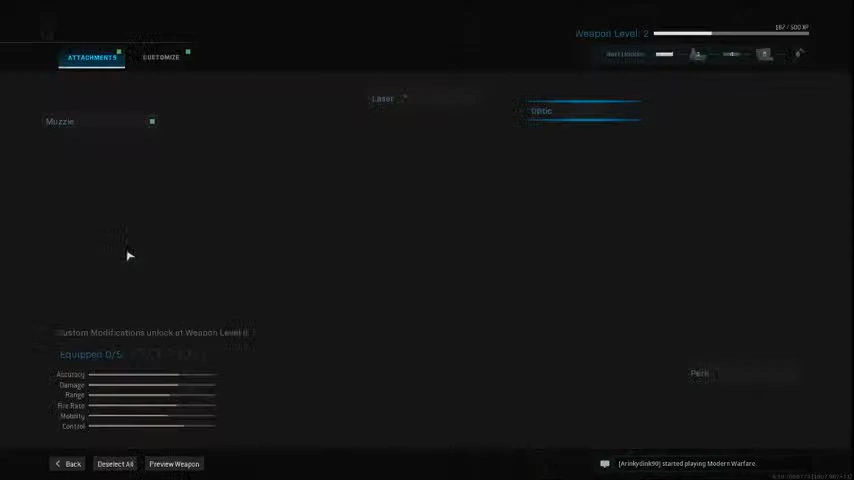 Weapon Level: 2
187 / 500 XP
ATTACHMENTS
CUSTOMIZE
Laser
Optic
Muzzle
Custom Modifications unlock at Weapon Level
Equipped 0/5
Accuracy
Damage
Range
Fire Rate
Mobility
Control
Perk
Back
Deselect All
Preview Weapon
[Arinkydink90] started playing Modern Warfare